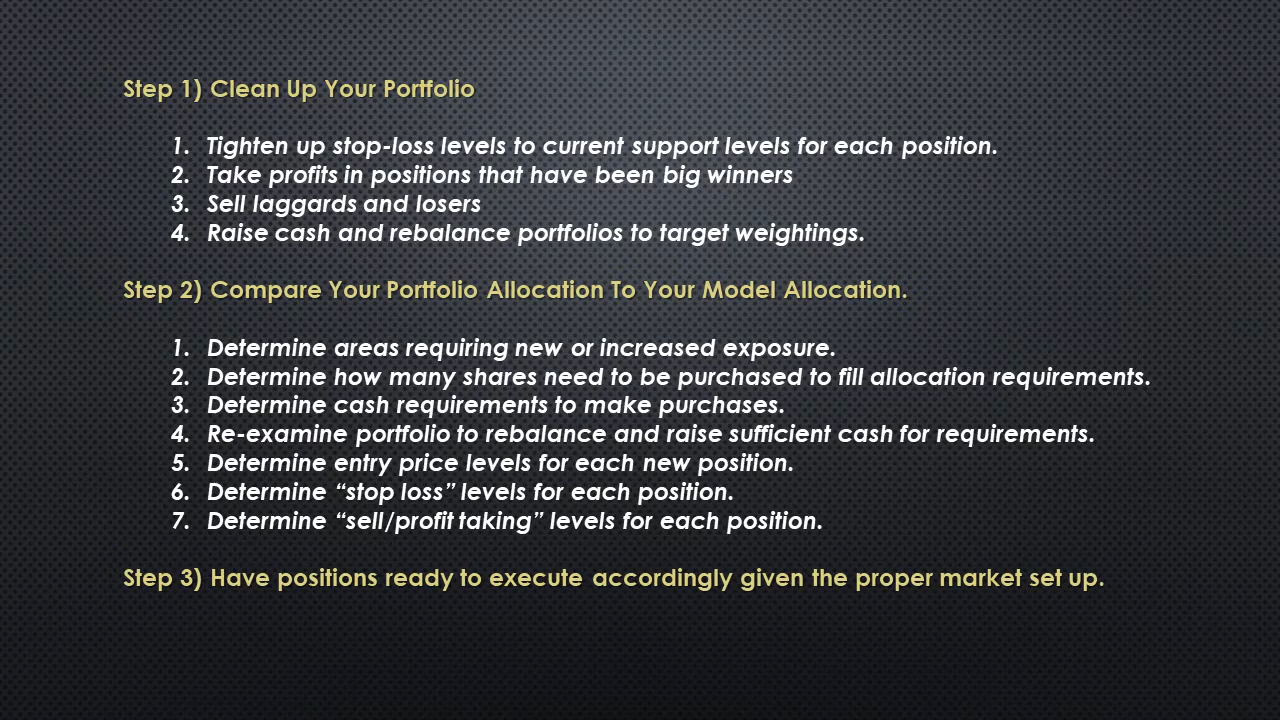 Step 1) Clean Up Your Portfolio
1. Tighten up stop-loss levels to current support levels for each position.
2. Take profits in positions that have been big winners
3. Sell laggards and losers
4. Raise cash and rebalance portfolios to target weightings.
Step 2) Compare Your Portfolio Allocation To Your Model Allocation.
1. Determine areas requiring new or increased exposure.
2. Determine how many shares need to be purchased to fill allocation requirements.
3. Determine cash requirements to make purchases.
4. Re-examine portfolio to rebalance and raise sufficient cash for requirements.
5. Determine entry price levels for each new position.
6. Determine “stop loss” levels for each position.
7. Determine “sell/profit taking” levels for each position.
Step 3) Have positions ready to execute accordingly given the proper market set up.